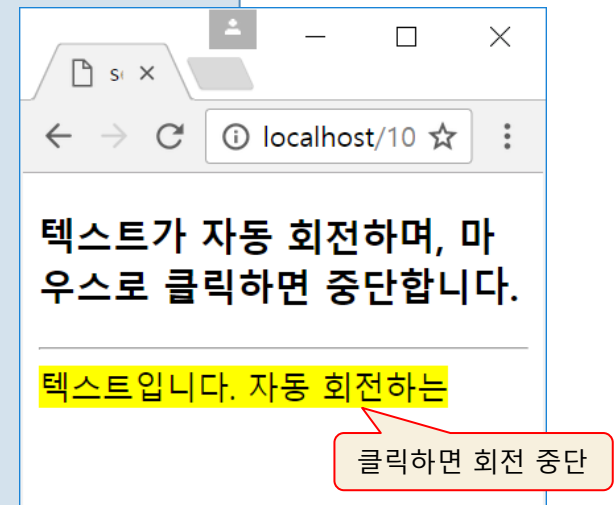 localhost/10
텍스트가 자동 회전하며, 마
우스로 클릭하면 중단합니다.
텍스트입니다. 자동 회전하는
클릭하면 회전 중단